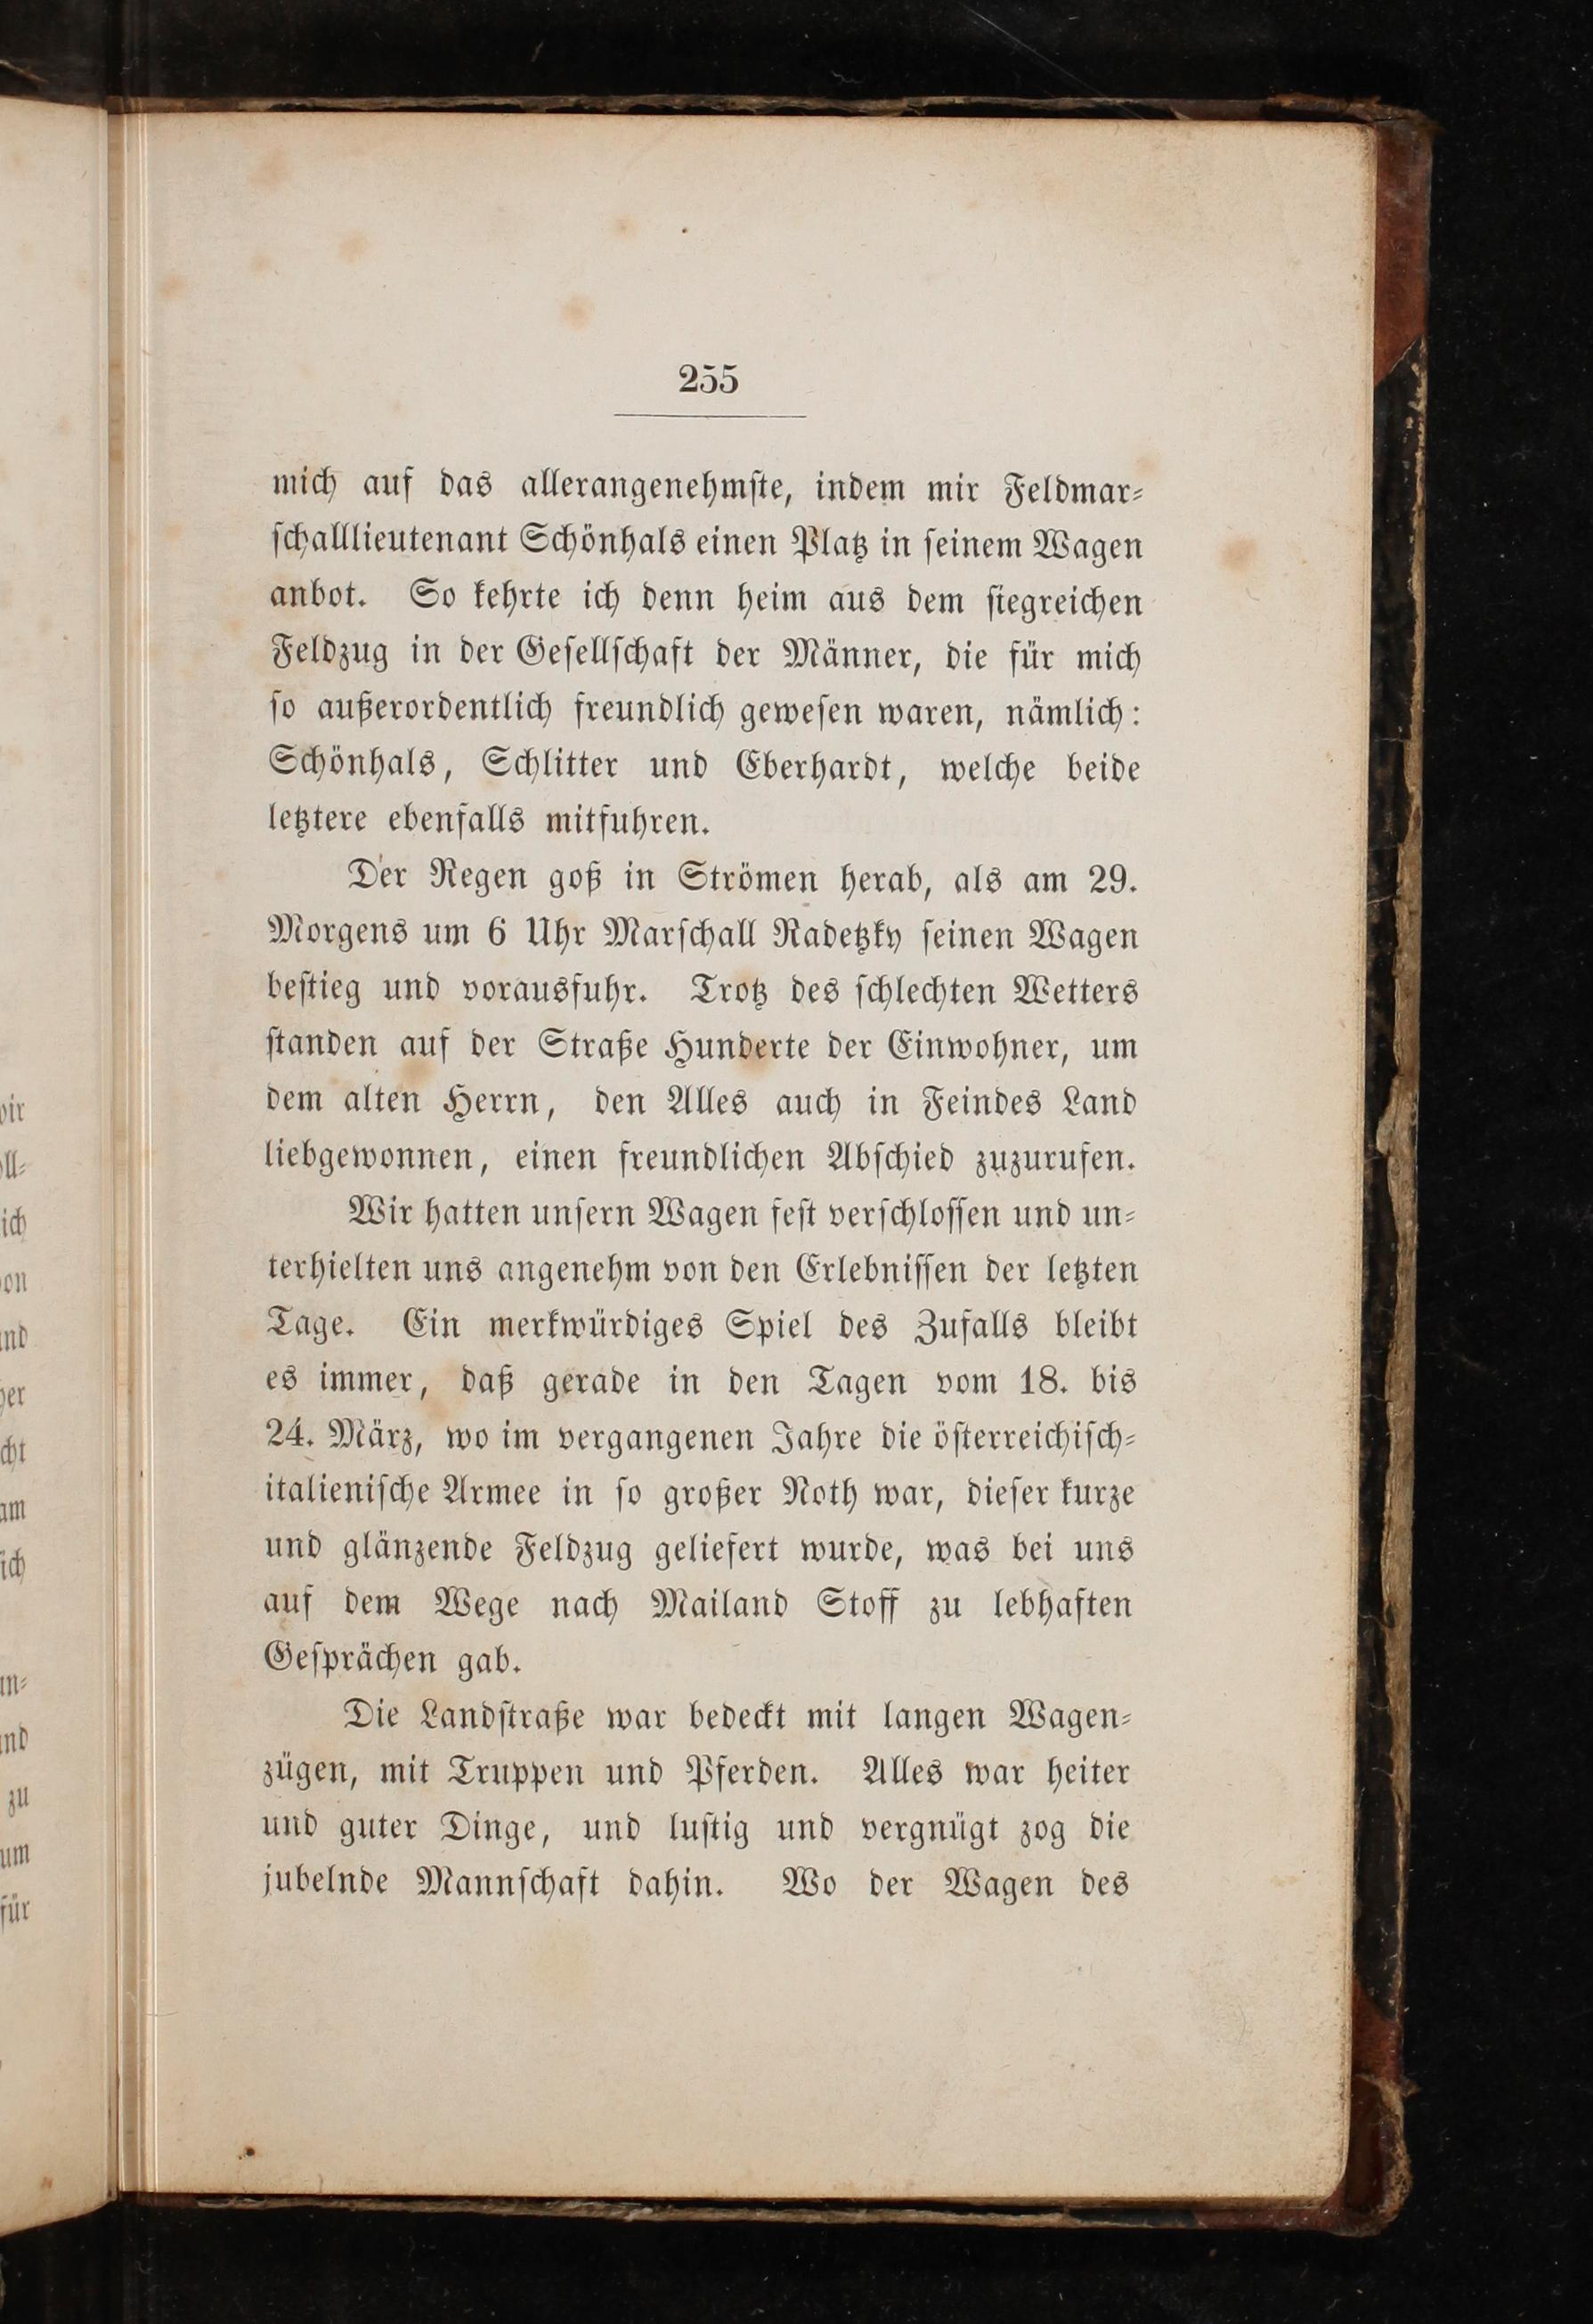 255
mich auf das allerangenehmſte, indem mir Feldmar-
ſchalllieutenant Schönhals einen Platz in ſeinem Wagen
anbot. So kehrte ich denn heim aus dem ſiegreichen
Feldzug in der Geſellſchaft der Männer, die für mich
ſo außerordentlich freundlich geweſen waren, nämlich:
Schönhals, Schlitter und Eberhardt, welche beide
letztere ebenfalls mitfuhren.
Der Regen goß in Strömen herab, als am 29.
Morgens um 6 Uhr Marſchall Radetzky ſeinen Wagen
beſtieg und vorausfuhr. Trotz des ſchlechten Wetters
ſtanden auf der Straße Hunderte der Einwohner, um
dem alten Herrn, den Alles auch in Feindes Land
liebgewonnen, einen freundlichen Abſchied zuzurufen.
Wir hatten unſern Wagen feſt verſchloſſen und un-
terhielten uns angenehm von den Erlebniſſen der letzten
Tage. Ein merkwürdiges Spiel des Zufalls bleibt
es immer, daß gerade in den Tagen vom 18. bis
24. März, wo im vergangenen Jahre die öſterreichiſch-
italieniſche Armee in ſo großer Noth war, dieſer kurze
und glänzende Feldzug geliefert wurde, was bei uns
auf dem Wege nach Mailand Stoff zu lebhaften
Geſprächen gab.
Die Landſtraße war bedeckt mit langen Wagen-
zügen, mit Truppen und Pferden. Alles war heiter
und guter Dinge, und luſtig und vergnügt zog die
jubelnde Mannſchaft dahin. Wo der Wagen des